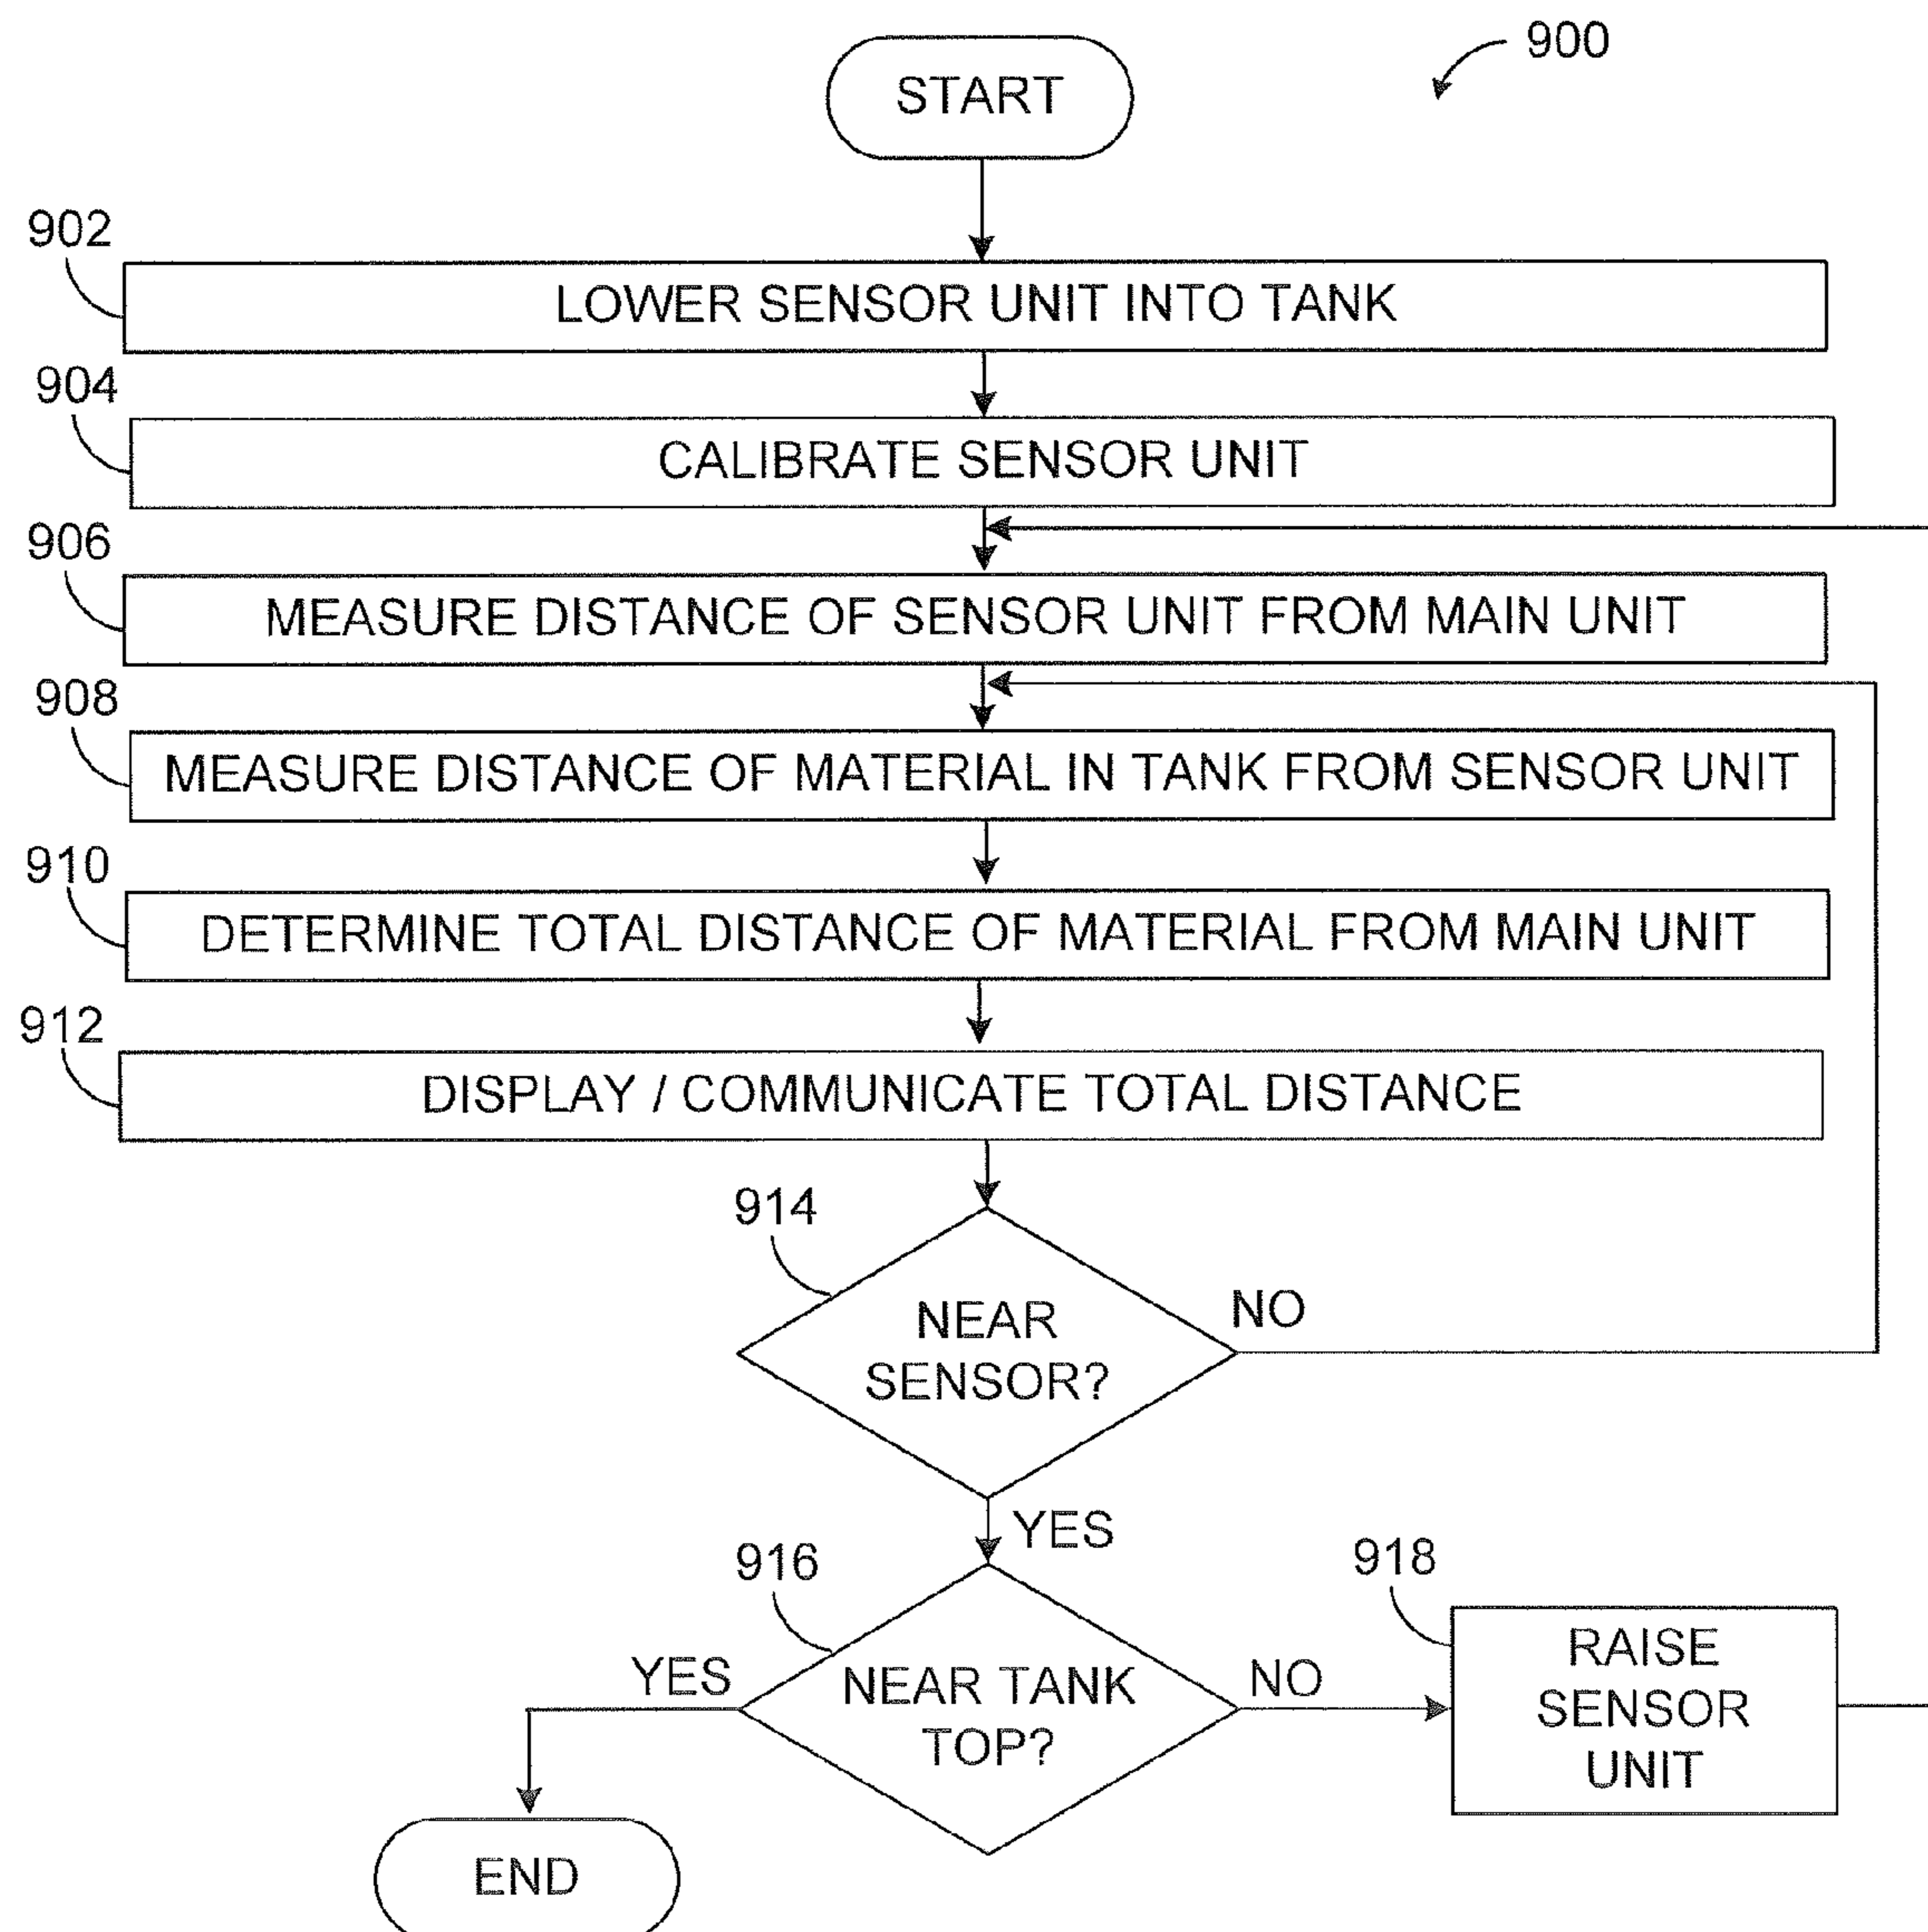 900
START
902
LOWER SENSOR UNIT INTO TANK
904
CALIBRATE SENSOR UNIT
906
MEASURE DISTANCE OF SENSOR UNIT FROM MAIN UNIT
908
MEASURE DISTANCE OF MATERIAL IN TANK FROM SENSOR UNIT
910
DETERMINE TOTAL DISTANCE OF MATERIAL FROM MAIN UNIT
912
DISPLAY / COMMUNICATE TOTAL DISTANCE
914
NEAR
SENSOR?
NO
YES
916
NEAR TANK
TOP?
YES
NO
918
RAISE
SENSOR
UNIT
END